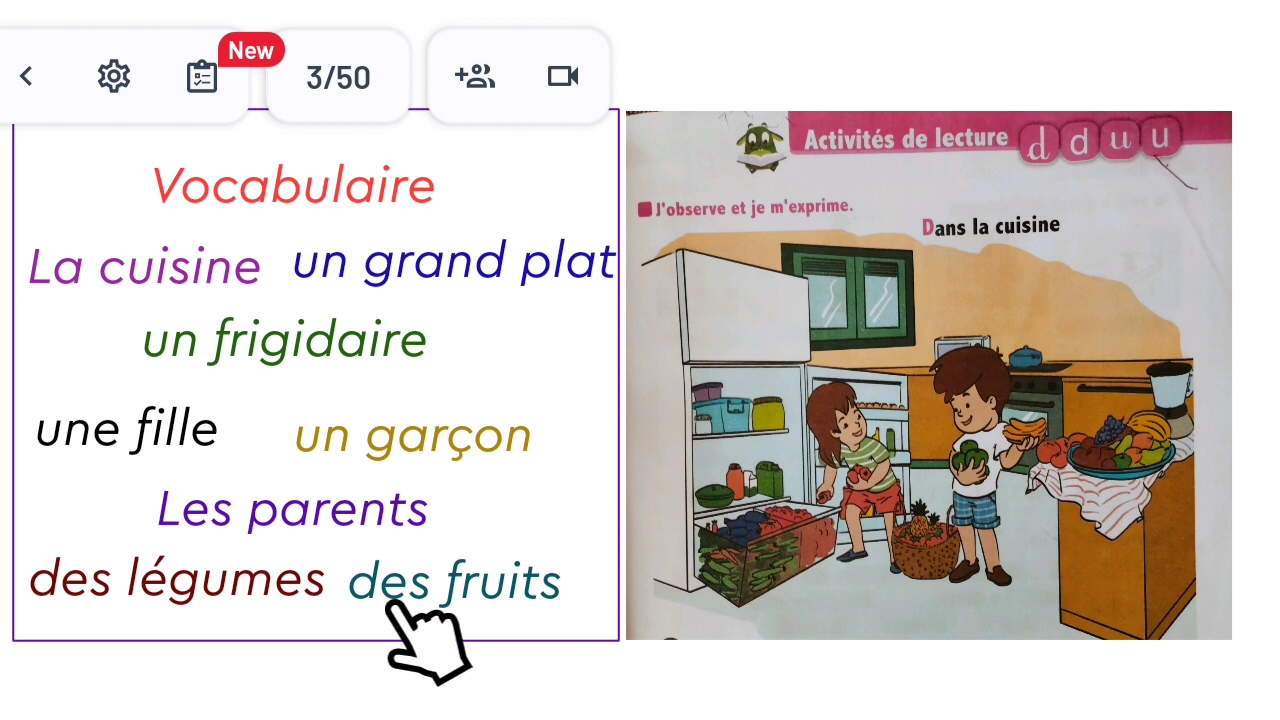 New
3/50
Vocabulaire
La cuisine un grand plat
un frigidaire
une fille un garçon
Les parents
des légumes des fruits
Activités de lecture d d u u
J'observe et je m'exprime.
Dans la cuisine